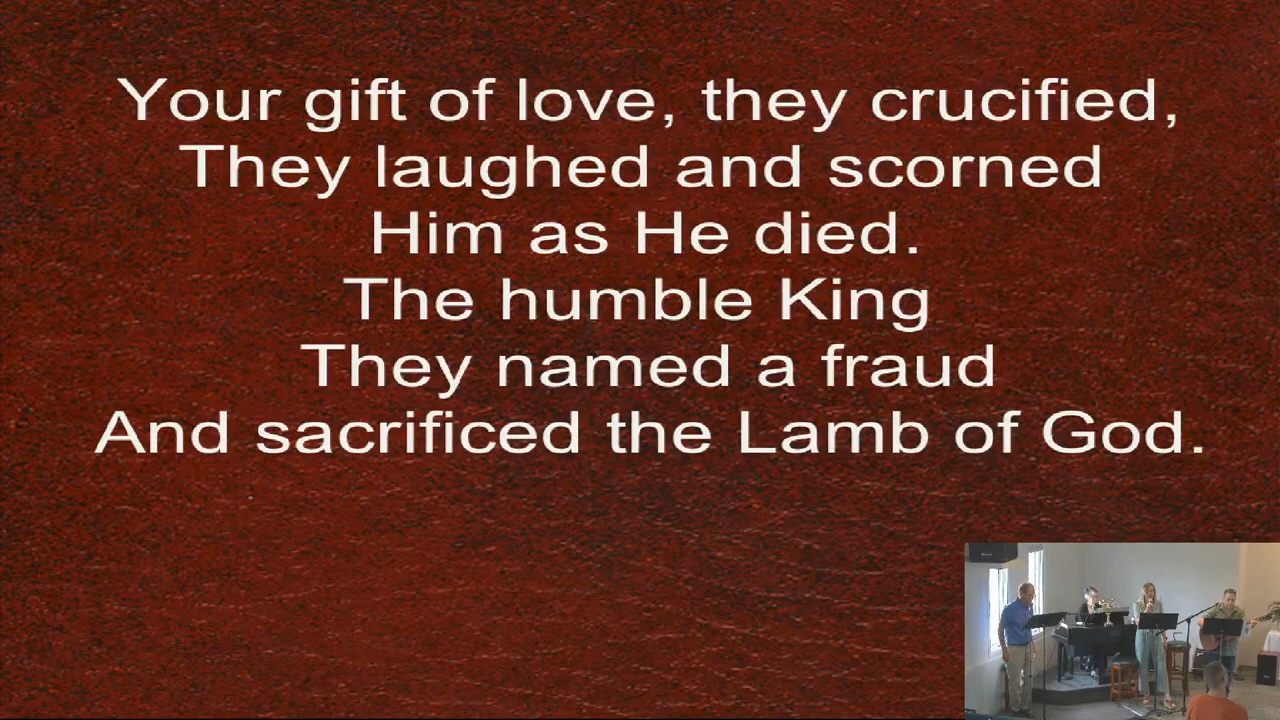 Your gift of love, they crucified,
They laughed and scorned
Him as He died.
The humble King
They named a fraud
And sacrificed the Lamb of God.